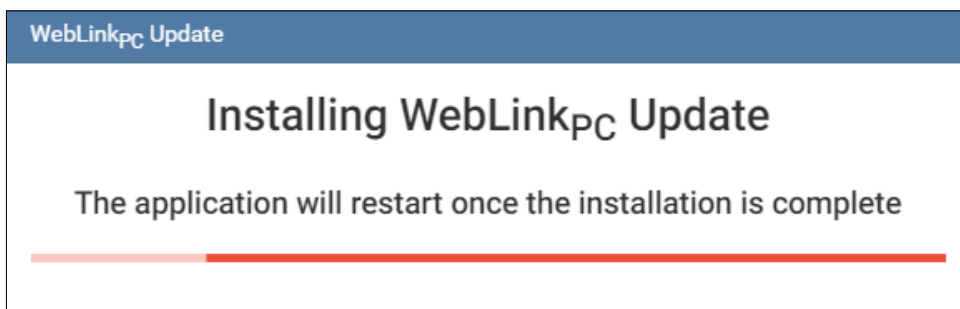 WebLinkPC Update
Installing WebLinkPC Update
The application will restart once the installation is complete